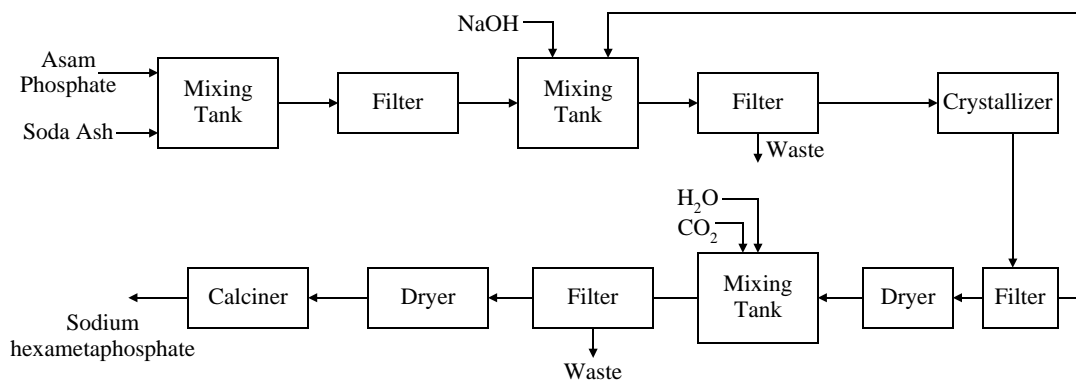 NaOH
Asam
Phosphate
Soda Ash
Mixing
Tank
Filter
Mixing
Tank
Filter
Crystallizer
Waste
H₂O
CO₂
Calciner
Dryer
Filter
Mixing
Tank
Dryer
Filter
Sodium
hexametaphosphate
Waste